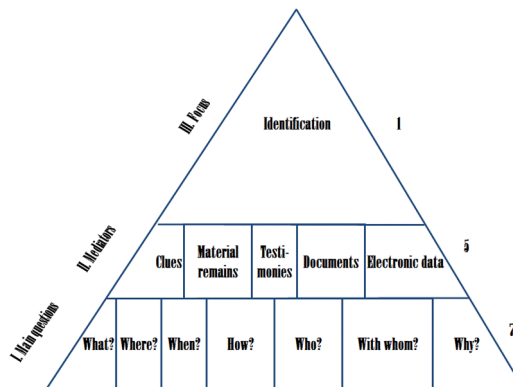 III. Focus
Identification
1
II. Mediators
Clues
Material
remains
Testi-
monies
Documents
Electronic data
5
I. Main questions
What?
Where?
When?
How?
Who?
With whom?
Why?
7